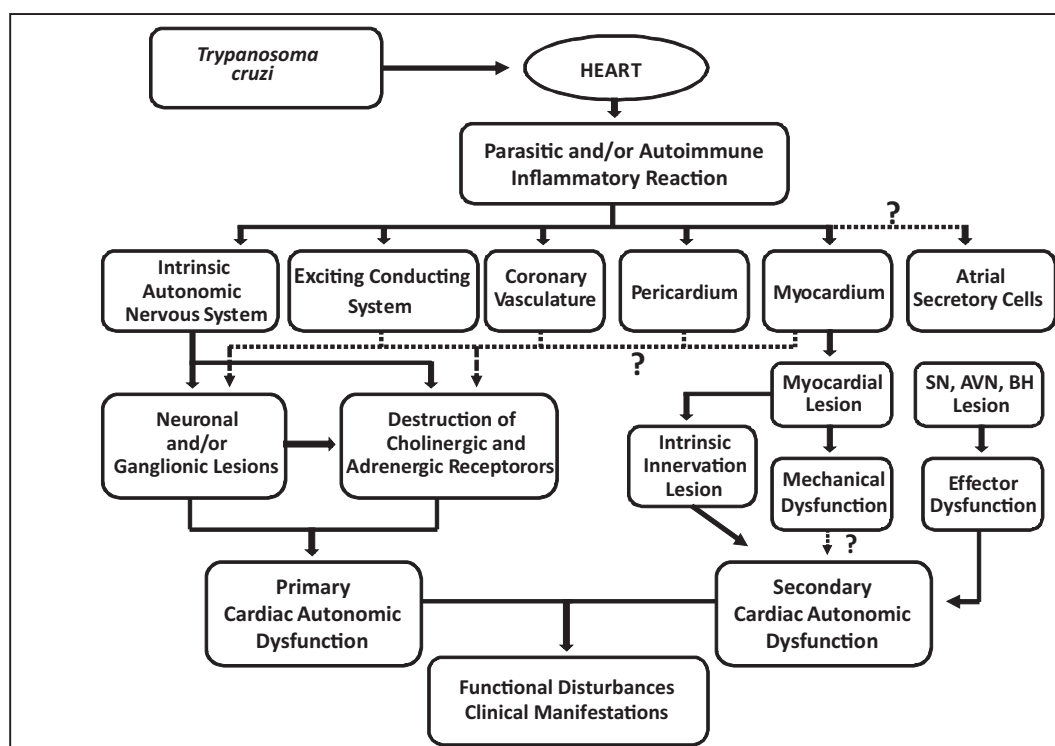 Trypanosoma
cruzi
HEART
Parasitic and/or Autoimmune
Inflammatory Reaction
?
Intrinsic
Autonomic
Nervous System
Exciting Conducting
System
Coronary
Vasculature
Pericardium
Myocardium
Atrial
Secretory Cells
?
Neuronal
and/or
Ganglionic Lesions
Destruction of
Cholinergic and
Adrenergic Receptorors
Myocardial
Lesion
SN, AVN, BH
Lesion
Intrinsic
Innervation
Lesion
Mechanical
Dysfunction
Effector
Dysfunction
?
Primary
Cardiac Autonomic
Dysfunction
Secondary
Cardiac Autonomic
Dysfunction
Functional Disturbances
Clinical Manifestations